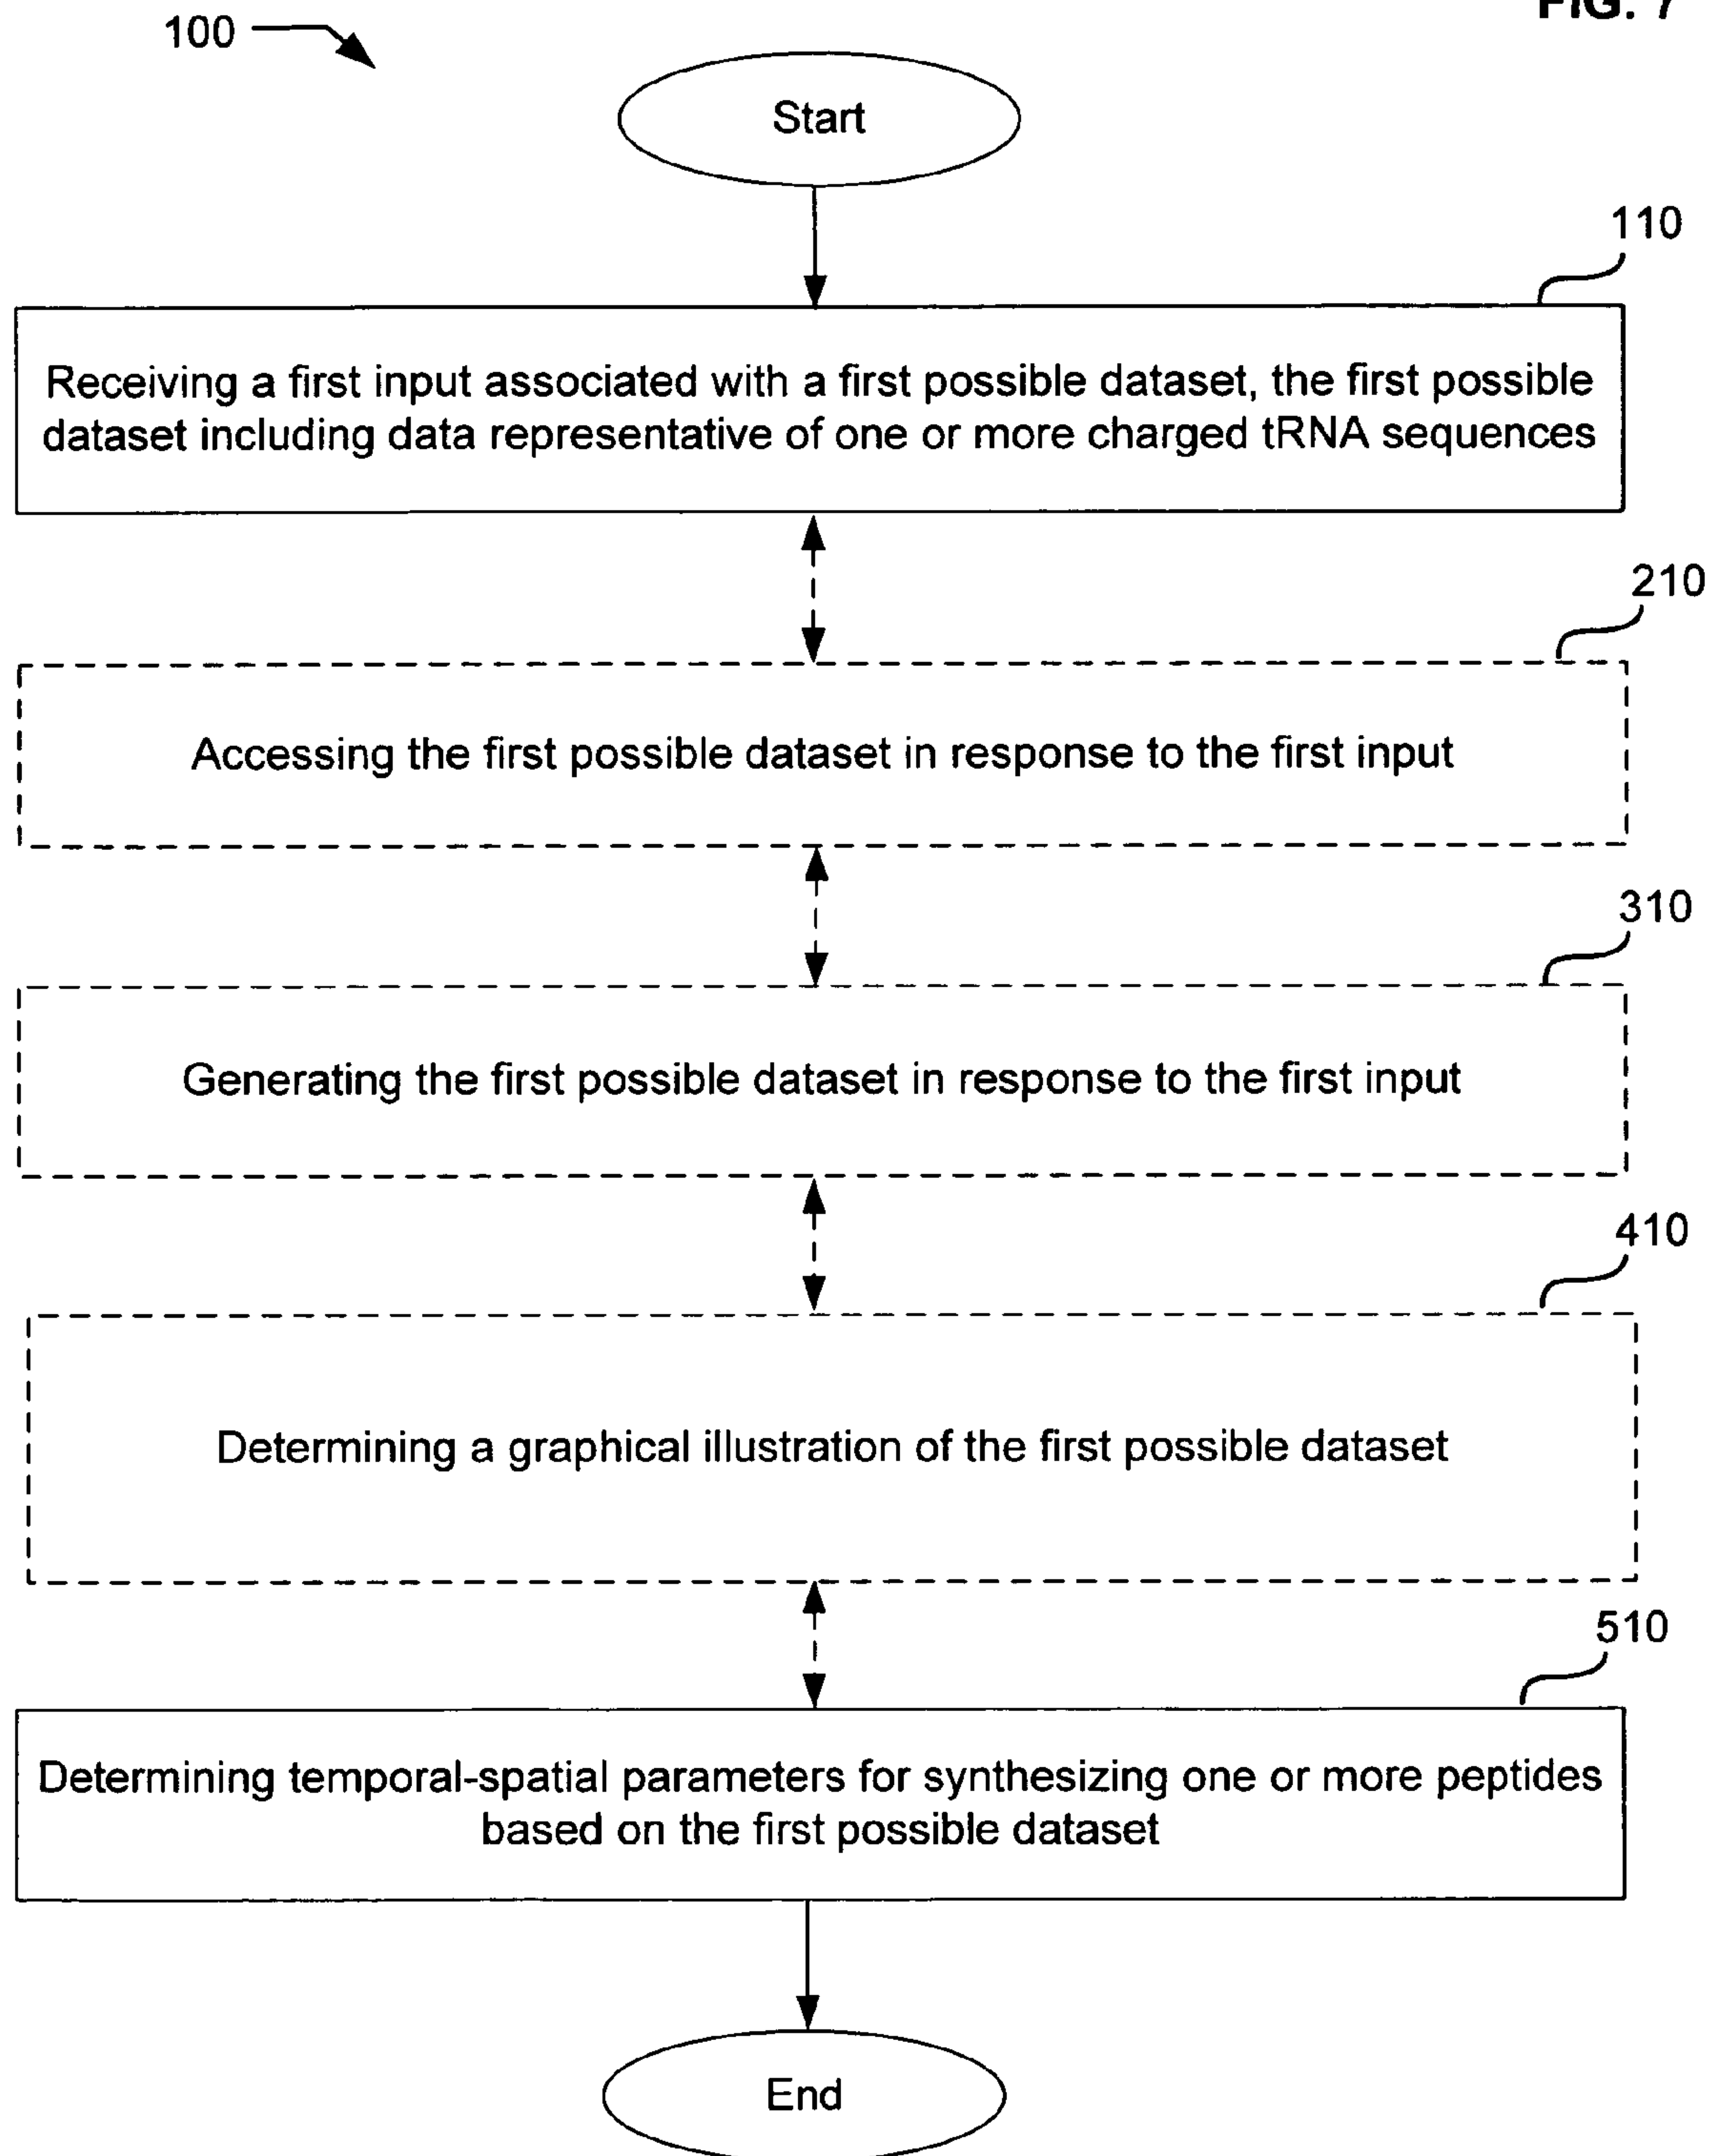 FIG. 7
100
Start
110
Receiving a first input associated with a first possible dataset, the first possible
dataset including data representative of one or more charged tRNA sequences
210
Accessing the first possible dataset in response to the first input
310
Generating the first possible dataset in response to the first input
410
Determining a graphical illustration of the first possible dataset
510
Determining temporal-spatial parameters for synthesizing one or more peptides
based on the first possible dataset
End